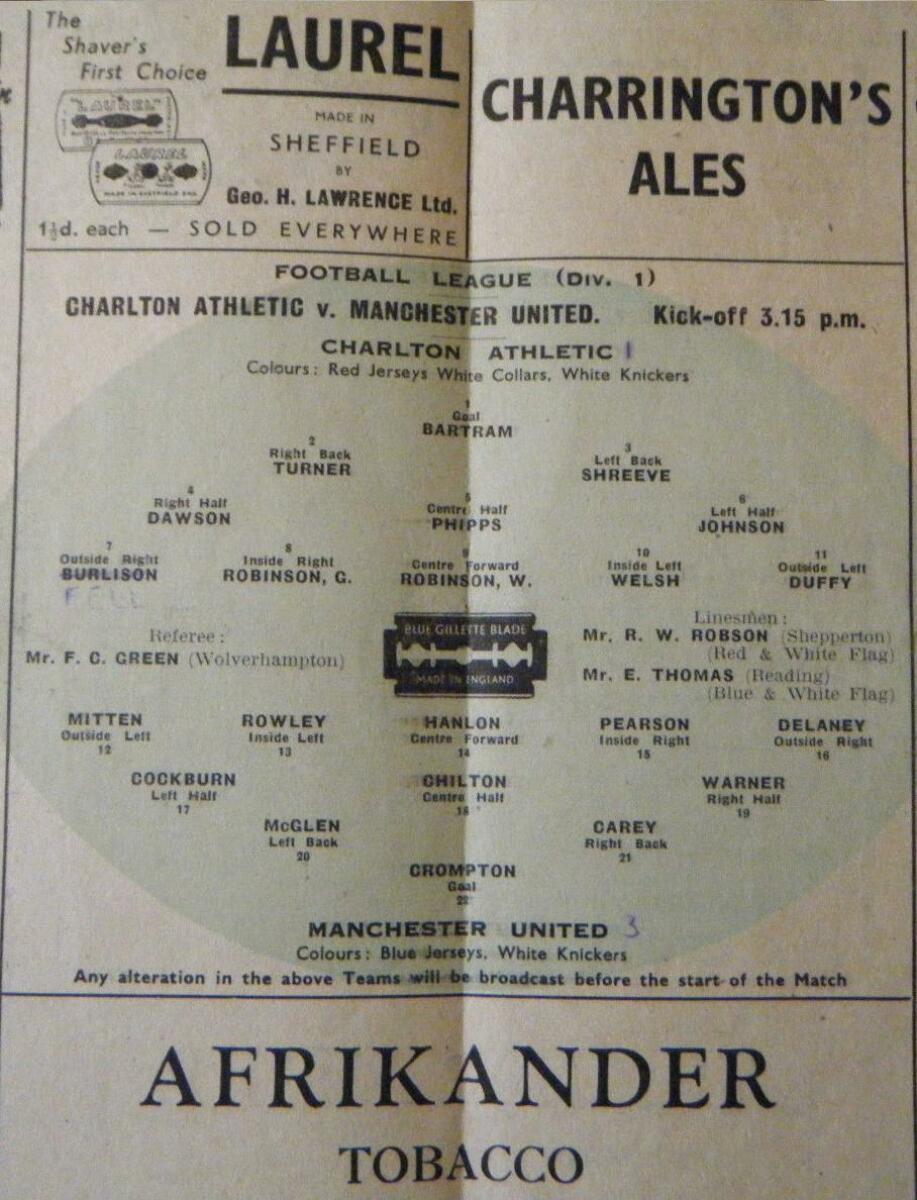 The
Shaver's
First Choice
LAUREL
"LAUREL"
LAUREL
MADE IN
SHEFFIELD
BY
Geo. H. LAWRENCE Ltd.
1½d. each — SOLD EVERYWHERE
CHARRINGTON'S
ALES
FOOTBALL LEAGUE (Div. 1)
CHARLTON ATHLETIC v. MANCHESTER UNITED. Kick-off 3.15 p.m.
CHARLTON ATHLETIC 1
Colours: Red Jerseys White Collars, White Knickers
1
Goal
BARTRAM
2
Right Back
TURNER
3
Left Back
SHREEVE
4
Right Half
DAWSON
5
Centre Half
PHIPPS
6
Left Half
JOHNSON
7
Outside Right
BURLISON
FELL
8
Inside Right
ROBINSON, G.
9
Centre Forward
ROBINSON, W.
10
Inside Left
WELSH
11
Outside Left
DUFFY
Referee:
Mr. F. C. GREEN (Wolverhampton)
BLUE GILLETTE BLADE
MADE IN ENGLAND
Linesmen:
Mr. R. W. ROBSON (Shepperton)
(Red & White Flag)
Mr. E. THOMAS (Reading)
(Blue & White Flag)
MITTEN
Outside Left
12
ROWLEY
Inside Left
13
HANLON
Centre Forward
14
PEARSON
Inside Right
15
DELANEY
Outside Right
16
COCKBURN
Left Half
17
CHILTON
Centre Half
18
WARNER
Right Half
19
McGLEN
Left Back
20
CAREY
Right Back
21
CROMPTON
Goal
22
MANCHESTER UNITED 3
Colours: Blue Jerseys, White Knickers
Any alteration in the above Teams will be broadcast before the start of the Match
AFRIKANDER
TOBACCO